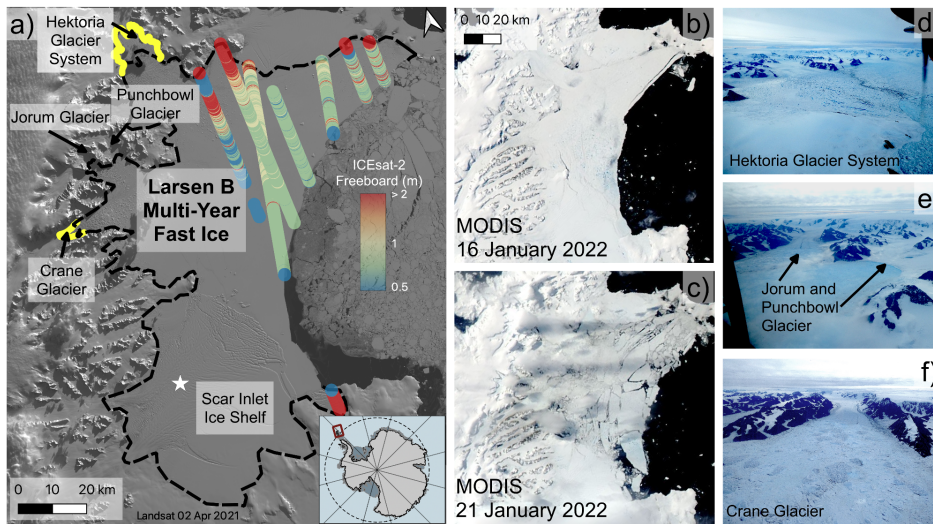 a)
Hektoria
Glacier
System
Punchbowl
Glacier
Jorum Glacier
Larsen B
Multi-Year
Fast Ice
ICEsat-2
Freeboard (m)
> 2
1
0.5
Crane
Glacier
Scar Inlet
Ice Shelf
0 10 20 km
Landsat 02 Apr 2021
b)
0 10 20 km
MODIS
16 January 2022
c)
MODIS
21 January 2022
d)
Hektoria Glacier System
e)
Jorum and
Punchbowl
Glacier
f)
Crane Glacier